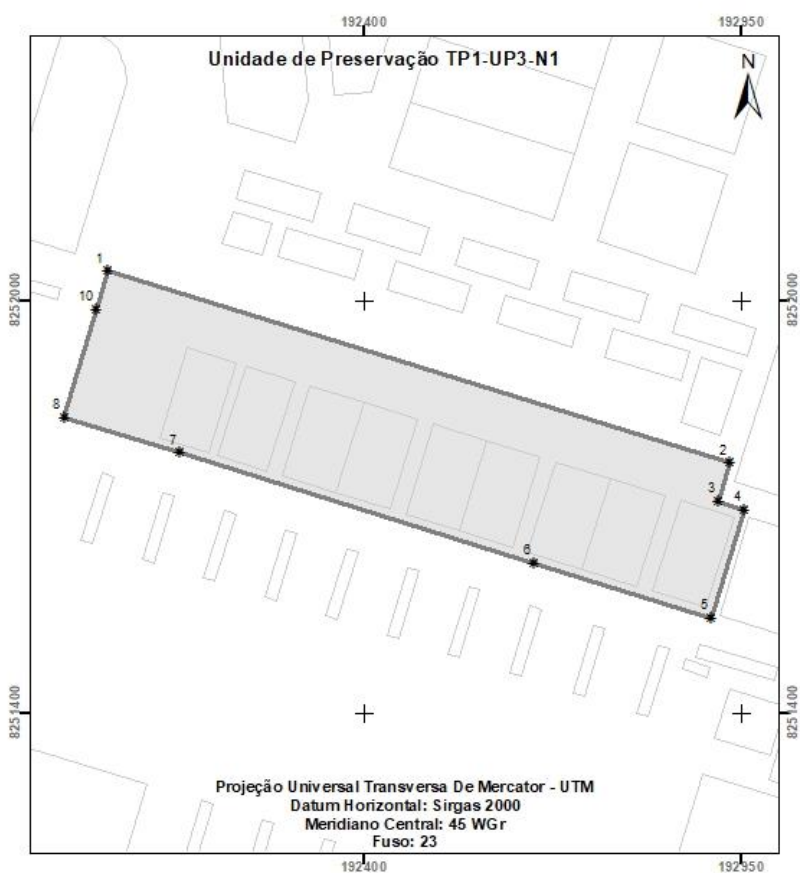 192400
192950
Unidade de Preservação TP1-UP3-N1
N
1
10
8252000
8252000
8
7
2
3
4
6
5
8251400
8251400
Projeção Universal Transversa De Mercator - UTM
Datum Horizontal: Sirgas 2000
Meridiano Central: 45 WGr
Fuso: 23
192400
192950